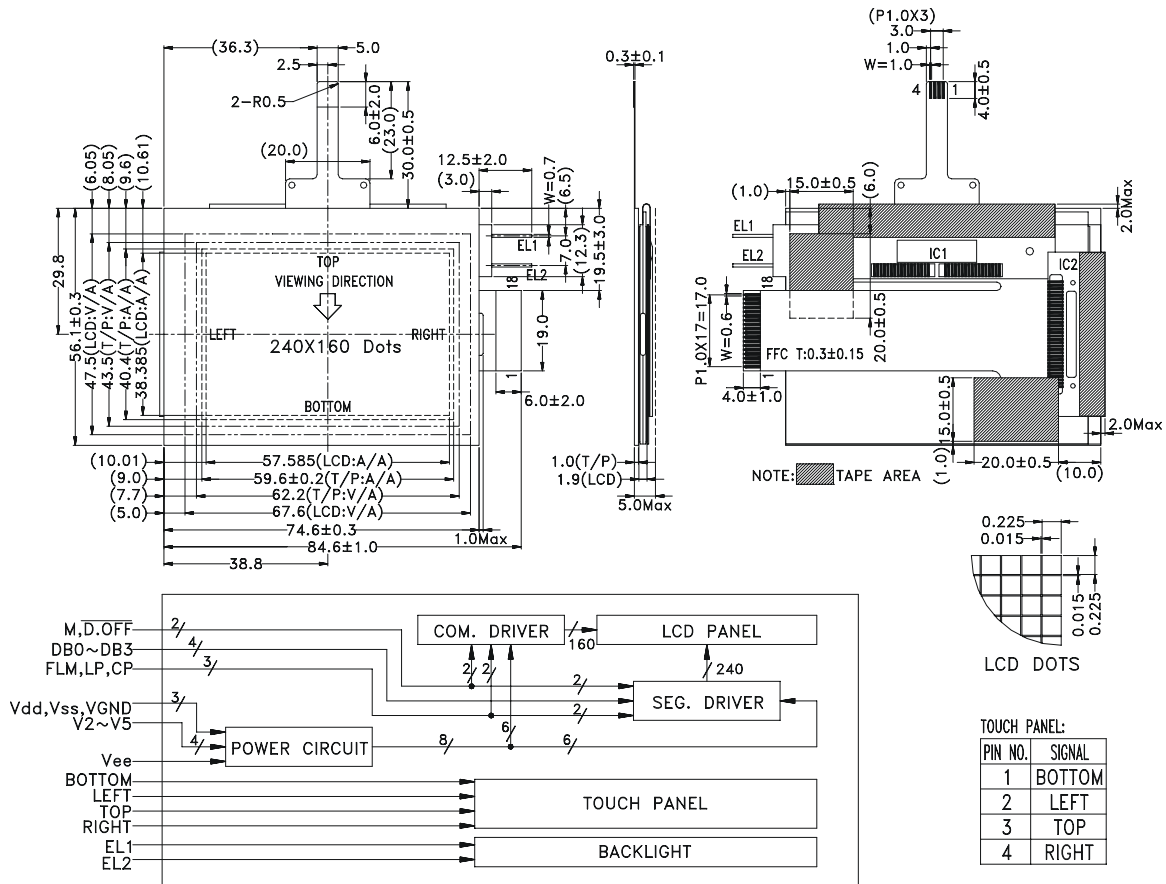 (36.3)
5.0
2.5
2-R0.5
6.0±2.0
(23.0)
30.0±0.5
(20.0)
12.5±2.0
(3.0)
W=0.7
(6.5)
(6.05)
(8.05)
(9.6)
(10.61)
EL1
EL2
7.0
(12.3)
19.5±3.0
29.8
56.1±0.3
47.5(LCD:V/A)
43.5(T/P:V/A)
40.4(T/P:A/A)
38.385(LCD:A/A)
TOP
VIEWING DIRECTION
LEFT
RIGHT
240X160 Dots
BOTTOM
18
1
19.0
6.0±2.0
(10.01)
57.585(LCD:A/A)
(9.0)
59.6±0.2(T/P:A/A)
(7.7)
62.2(T/P:V/A)
(5.0)
67.6(LCD:V/A)
74.6±0.3
1.0Max
84.6±1.0
38.8
0.3±0.1
1.0(T/P)
1.9(LCD)
5.0Max
(P1.0X3)
3.0
1.0
W=1.0
4
1
4.0±0.5
(1.0)
15.0±0.5
(6.0)
2.0Max
EL1
EL2
IC1
IC2
18
1
P1.0X17=17.0
W=0.6
20.0±0.5
FFC T:0.3±0.15
4.0±1.0
15.0±0.5
(1.0)
2.0Max
20.0±0.5
(10.0)
NOTE: TAPE AREA
0.225
0.015
0.015
0.225
LCD DOTS
M,D.OFF
2
DB0~DB3
4
FLM,LP,CP
3
Vdd,Vss,VGND
3
V2~V5
4
Vee
POWER CIRCUIT
COM. DRIVER
160
LCD PANEL
240
2
2
2
2
SEG. DRIVER
6
8
6
BOTTOM
LEFT
TOP
RIGHT
TOUCH PANEL
EL1
EL2
BACKLIGHT
TOUCH PANEL:
PIN NO. SIGNAL
1 BOTTOM
2 LEFT
3 TOP
4 RIGHT